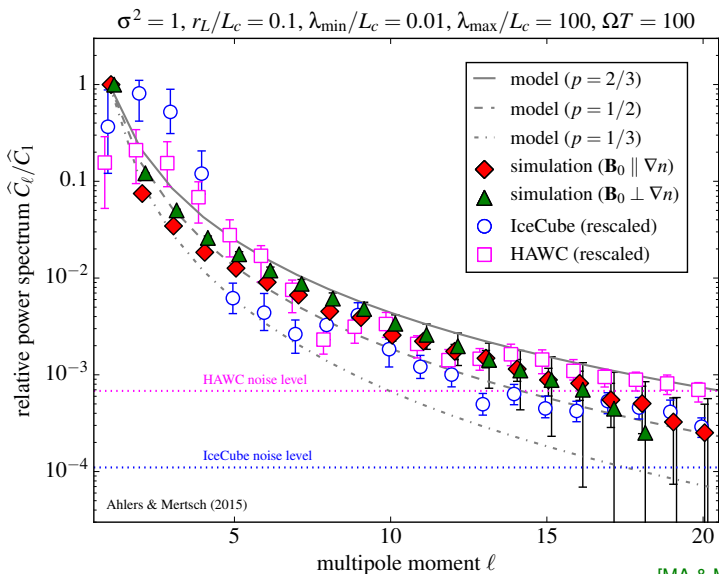 σ² = 1, r_L/L_c = 0.1, λ_min/L_c = 0.01, λ_max/L_c = 100, ΩT = 100
relative power spectrum Ĉ_ℓ/Ĉ_1
1
0.1
10⁻²
10⁻³
10⁻⁴
model (p = 2/3)
model (p = 1/2)
model (p = 1/3)
simulation (B₀ ∥ ∇n)
simulation (B₀ ⊥ ∇n)
IceCube (rescaled)
HAWC (rescaled)
HAWC noise level
IceCube noise level
Ahlers & Mertsch (2015)
5 10 15 20
multipole moment ℓ
[MA & M